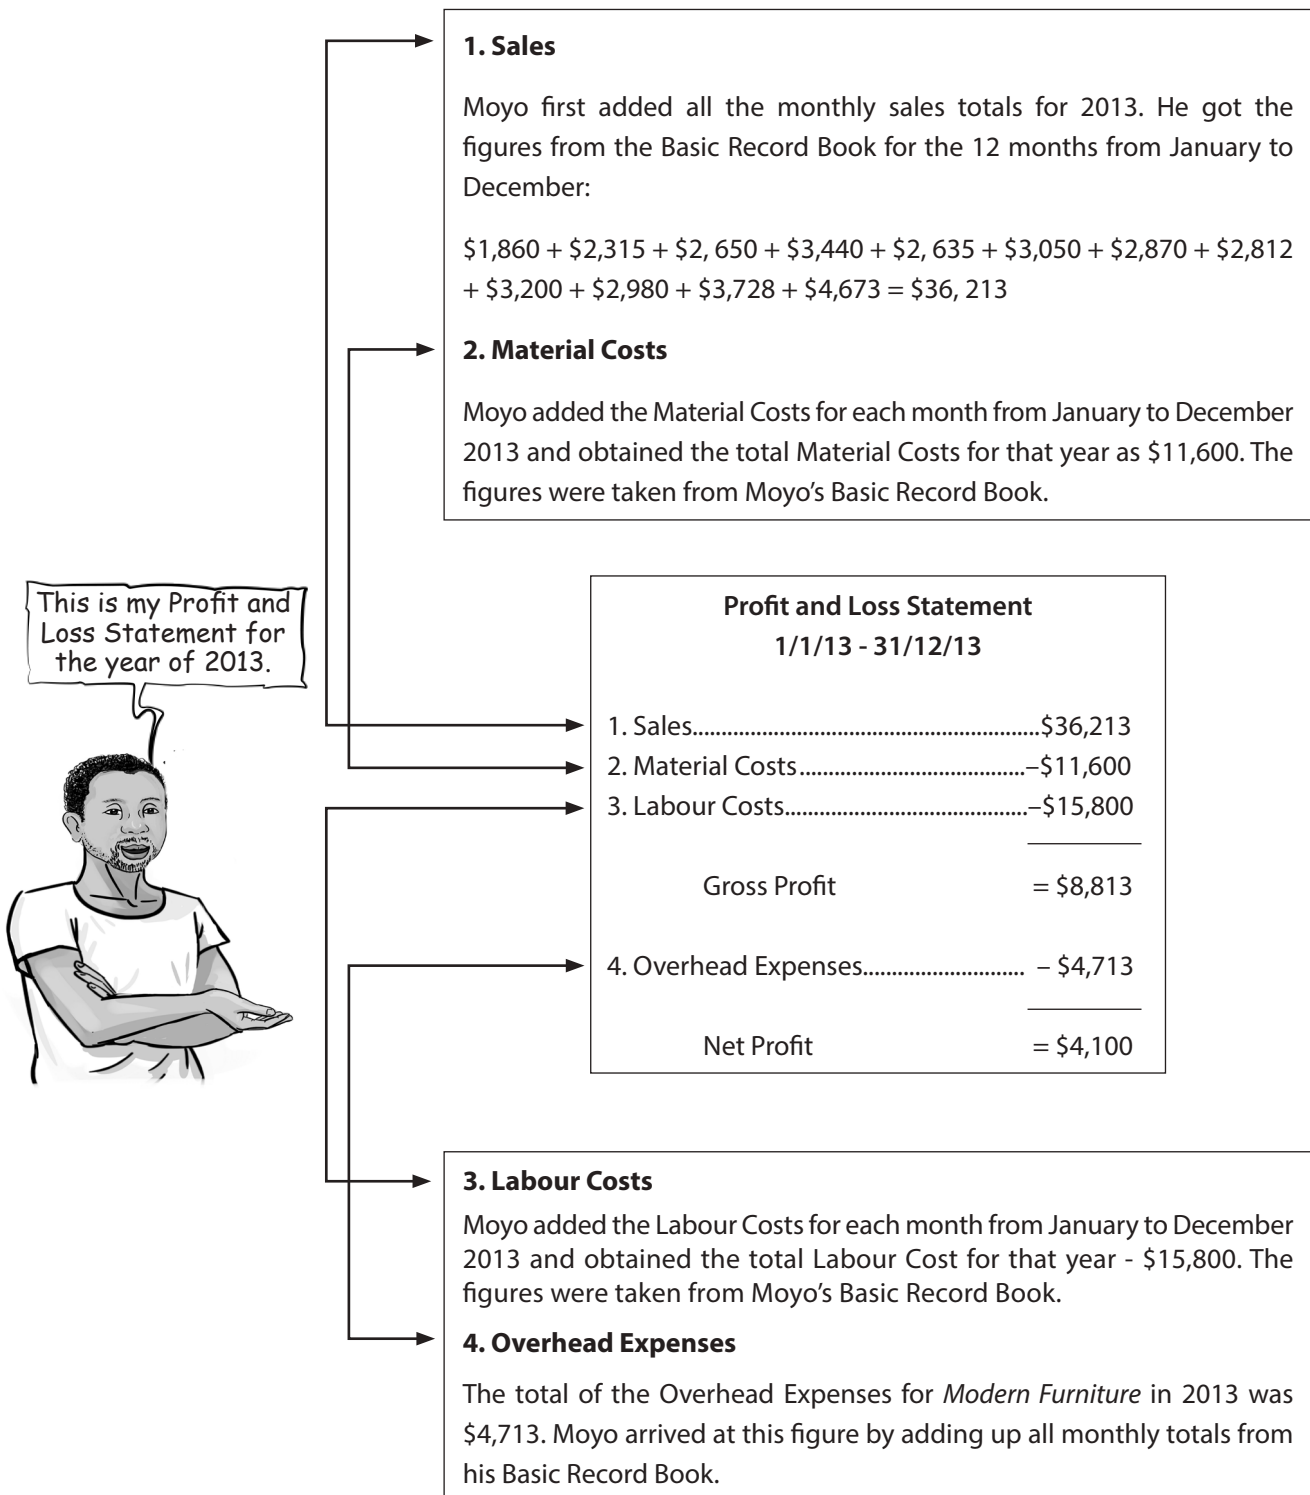 1. Sales
Moyo first added all the monthly sales totals for 2013. He got the
figures from the Basic Record Book for the 12 months from January to
December:
$1,860 + $2,315 + $2, 650 + $3,440 + $2, 635 + $3,050 + $2,870 + $2,812
+ $3,200 + $2,980 + $3,728 + $4,673 = $36, 213
2. Material Costs
Moyo added the Material Costs for each month from January to December
2013 and obtained the total Material Costs for that year as $11,600. The
figures were taken from Moyo’s Basic Record Book.
This is my Profit and
Loss Statement for
the year of 2013.
Profit and Loss Statement
1/1/13 - 31/12/13
1. Sales............................................................$36,213
2. Material Costs.......................................–$11,600
3. Labour Costs..........................................–$15,800
Gross Profit = $8,813
4. Overhead Expenses............................ – $4,713
Net Profit = $4,100
3. Labour Costs
Moyo added the Labour Costs for each month from January to December
2013 and obtained the total Labour Cost for that year - $15,800. The
figures were taken from Moyo’s Basic Record Book.
4. Overhead Expenses
The total of the Overhead Expenses for Modern Furniture in 2013 was
$4,713. Moyo arrived at this figure by adding up all monthly totals from
his Basic Record Book.